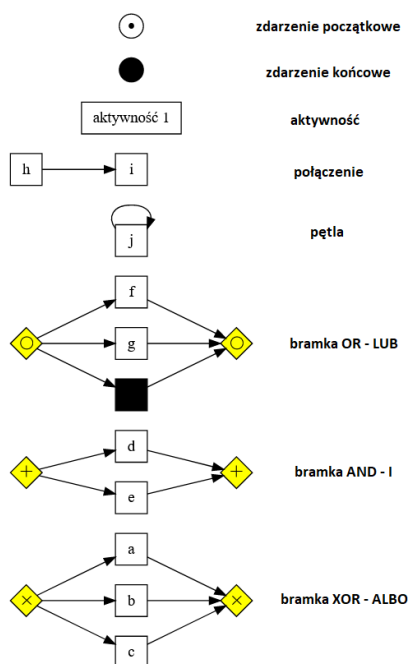 zdarzenie początkowe
zdarzenie końcowe
aktywność 1
aktywność
h
i
połączenie
j
pętla
f
g
bramka OR - LUB
d
e
bramka AND - I
a
b
bramka XOR - ALBO
c